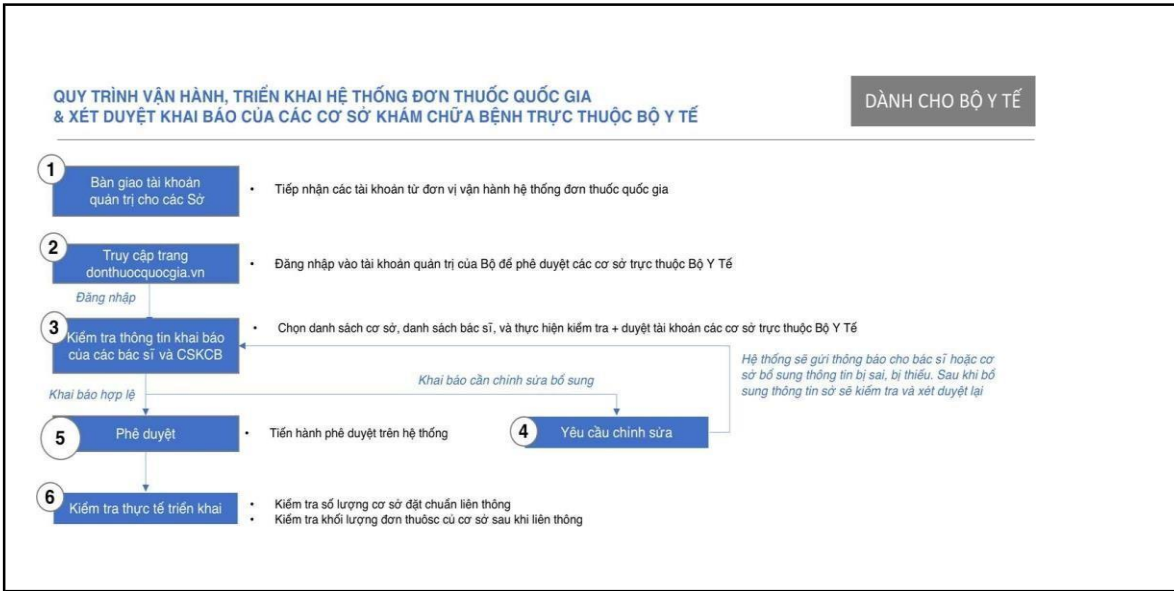 QUY TRÌNH VẬN HÀNH, TRIỂN KHAI HỆ THỐNG ĐƠN THUỐC QUỐC GIA
& XÉT DUYỆT KHAI BÁO CỦA CÁC CƠ SỞ KHÁM CHỮA BỆNH TRỰC THUỘC BỘ Y TẾ
DÀNH CHO BỘ Y TẾ
1
Bàn giao tài khoản
quản trị cho các Sở
• Tiếp nhận các tài khoản từ đơn vị vận hành hệ thống đơn thuốc quốc gia
2
Truy cập trang
donthuocquocgia.vn
• Đăng nhập vào tài khoản quản trị của Bộ để phê duyệt các cơ sở trực thuộc Bộ Y Tế
Đăng nhập
3
Kiểm tra thông tin khai báo
của các bác sĩ và CSKCB
• Chọn danh sách cơ sở, danh sách bác sĩ, và thực hiện kiểm tra + duyệt tài khoản các cơ sở trực thuộc Bộ Y Tế
Hệ thống sẽ gửi thông báo cho bác sĩ hoặc cơ
sở bổ sung thông tin bị sai, bị thiếu. Sau khi bổ
sung thông tin sở sẽ kiểm tra và xét duyệt lại
Khai báo cần chỉnh sửa bổ sung
Khai báo hợp lệ
5
Phê duyệt
• Tiến hành phê duyệt trên hệ thống
4
Yêu cầu chỉnh sửa
6
Kiểm tra thực tế triển khai
• Kiểm tra số lượng cơ sở đặt chuẩn liên thông
• Kiểm tra khối lượng đơn thuôsc củ cơ sở sau khi liên thông